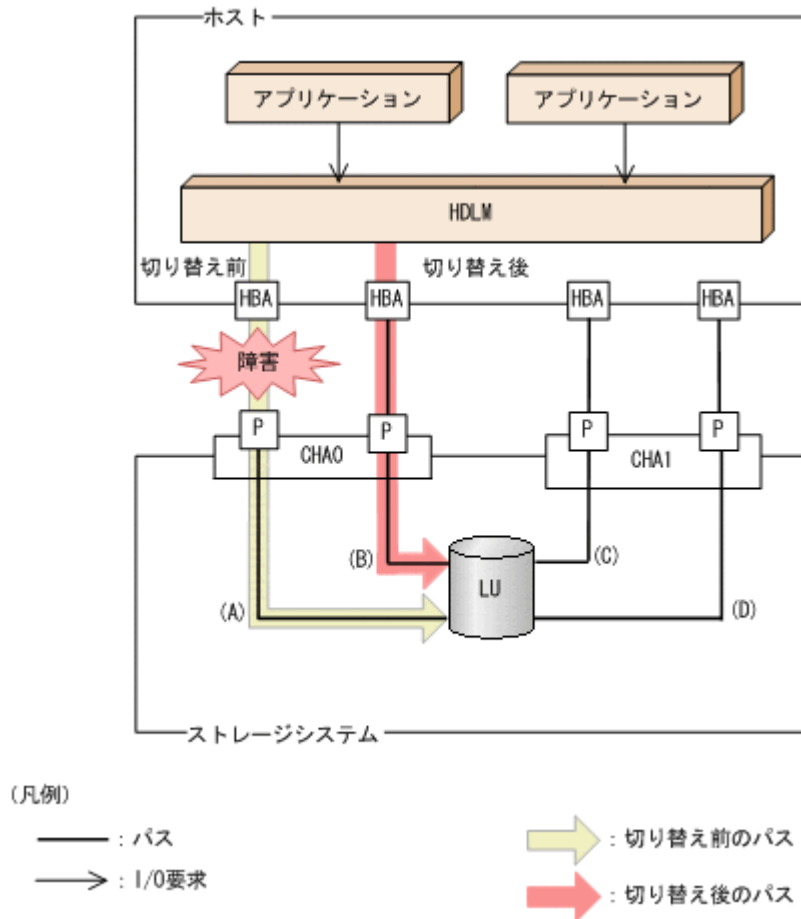 ホスト
アプリケーション
アプリケーション
HDLM
切り替え前
切り替え後
HBA
HBA
HBA
HBA
障害
P
P
P
P
CHA0
CHA1
(B)
(C)
LU
(A)
(D)
ストレージシステム
(凡例)
：パス
：切り替え前のパス
：I/O要求
：切り替え後のパス